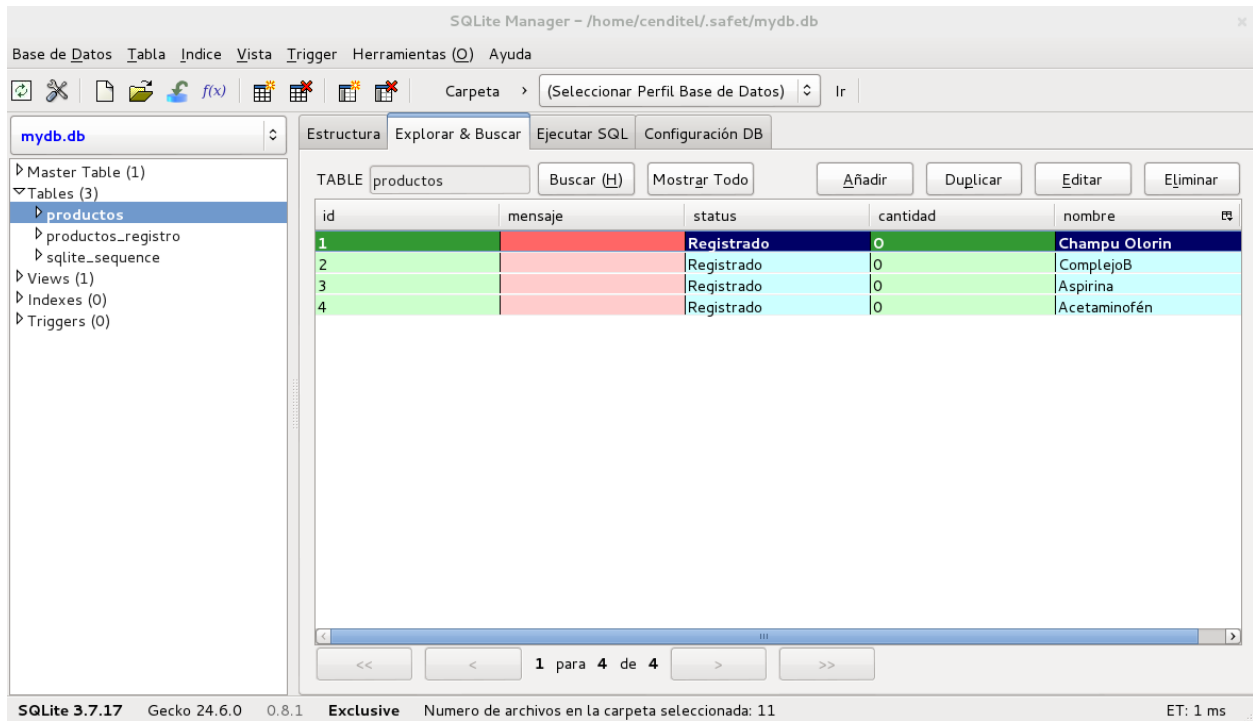 SQLite Manager - /home/cenditel/.safet/mydb.db
Base de Datos Tabla Indice Vista Trigger Herramientas (O) Ayuda
f(x) Carpeta > (Seleccionar Perfil Base de Datos) Ir
mydb.db
Master Table (1)
Tables (3)
productos
productos_registro
sqlite_sequence
Views (1)
Indexes (0)
Triggers (0)
Estructura Explorar & Buscar Ejecutar SQL Configuración DB
TABLE productos Buscar (H) Mostrar Todo Añadir Duplicar Editar Eliminar
id mensaje status cantidad nombre
1 Registrado 0 Champu Olorin
2 Registrado 0 ComplejoB
3 Registrado 0 Aspirina
4 Registrado 0 Acetaminofén
<< < 1 para 4 de 4 > >>
SQLite 3.7.17 Gecko 24.6.0 0.8.1 Exclusive Numero de archivos en la carpeta seleccionada: 11 ET: 1 ms